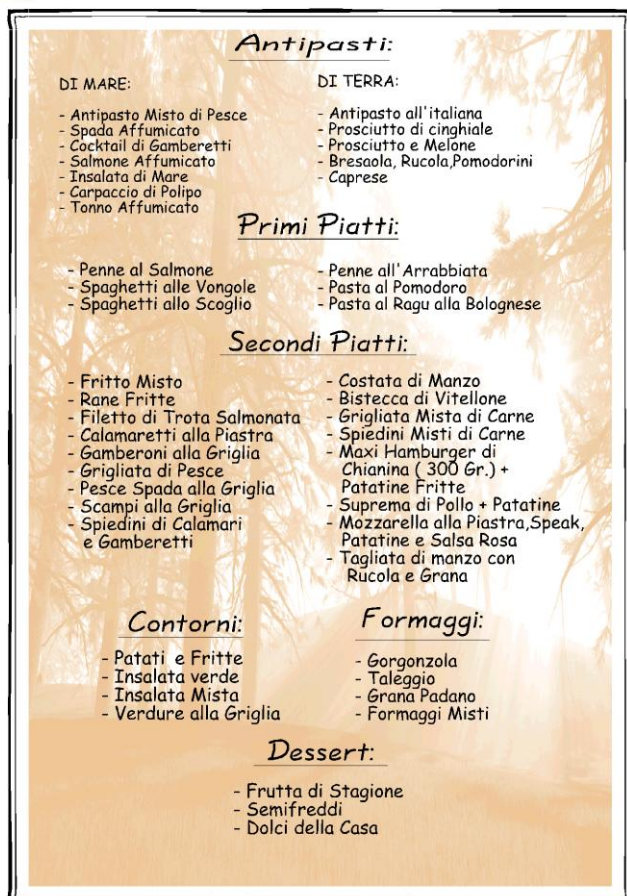 Antipasti:
DI MARE:
- Antipasto Misto di Pesce
- Spada Affumicato
- Cocktail di Gamberetti
- Salmone Affumicato
- Insalata di Mare
- Carpaccio di Polipo
- Tonno Affumicato
DI TERRA:
- Antipasto all'italiana
- Prosciutto di cinghiale
- Prosciutto e Melone
- Bresaola, Rucola,Pomodorini
- Caprese
Primi Piatti:
- Penne al Salmone
- Spaghetti alle Vongole
- Spaghetti allo Scoglio
- Penne all'Arrabbiata
- Pasta al Pomodoro
- Pasta al Ragu alla Bolognese
Secondi Piatti:
- Fritto Misto
- Rane Fritte
- Filetto di Trota Salmonata
- Calamaretti alla Piastra
- Gamberoni alla Griglia
- Grigliata di Pesce
- Pesce Spada alla Griglia
- Scampi alla Griglia
- Spiedini di Calamari
e Gamberetti
- Costata di Manzo
- Bistecca di Vitellone
- Grigliata Mista di Carne
- Spiedini Misti di Carne
- Maxi Hamburger di
Chianina ( 300 Gr.) +
Patatine Fritte
- Suprema di Pollo + Patatine
- Mozzarella alla Piastra,Speak,
Patatine e Salsa Rosa
- Tagliata di manzo con
Rucola e Grana
Contorni:
- Patati e Fritte
- Insalata verde
- Insalata Mista
- Verdure alla Griglia
Formaggi:
- Gorgonzola
- Taleggio
- Grana Padano
- Formaggi Misti
Dessert:
- Frutta di Stagione
- Semifreddi
- Dolci della Casa